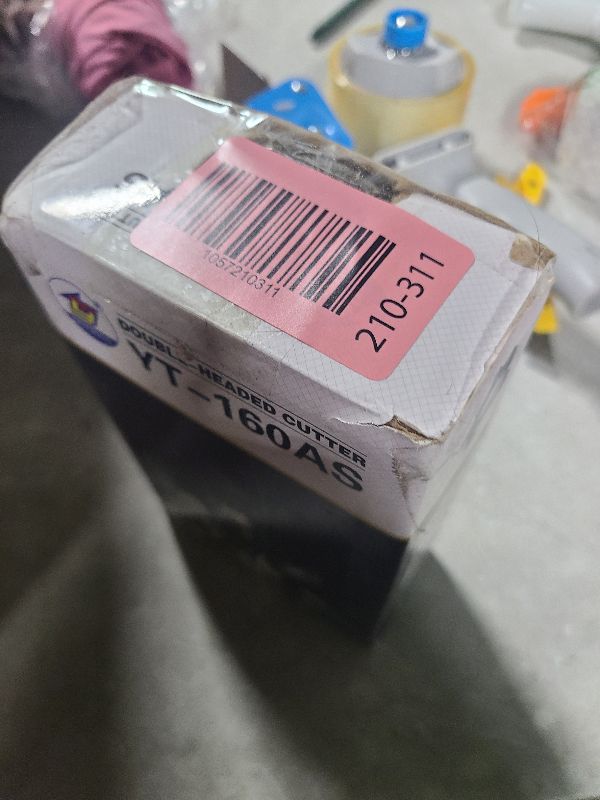 1057210311
210-311
DOUBLE-HEADED CUTTER
YT-160AS